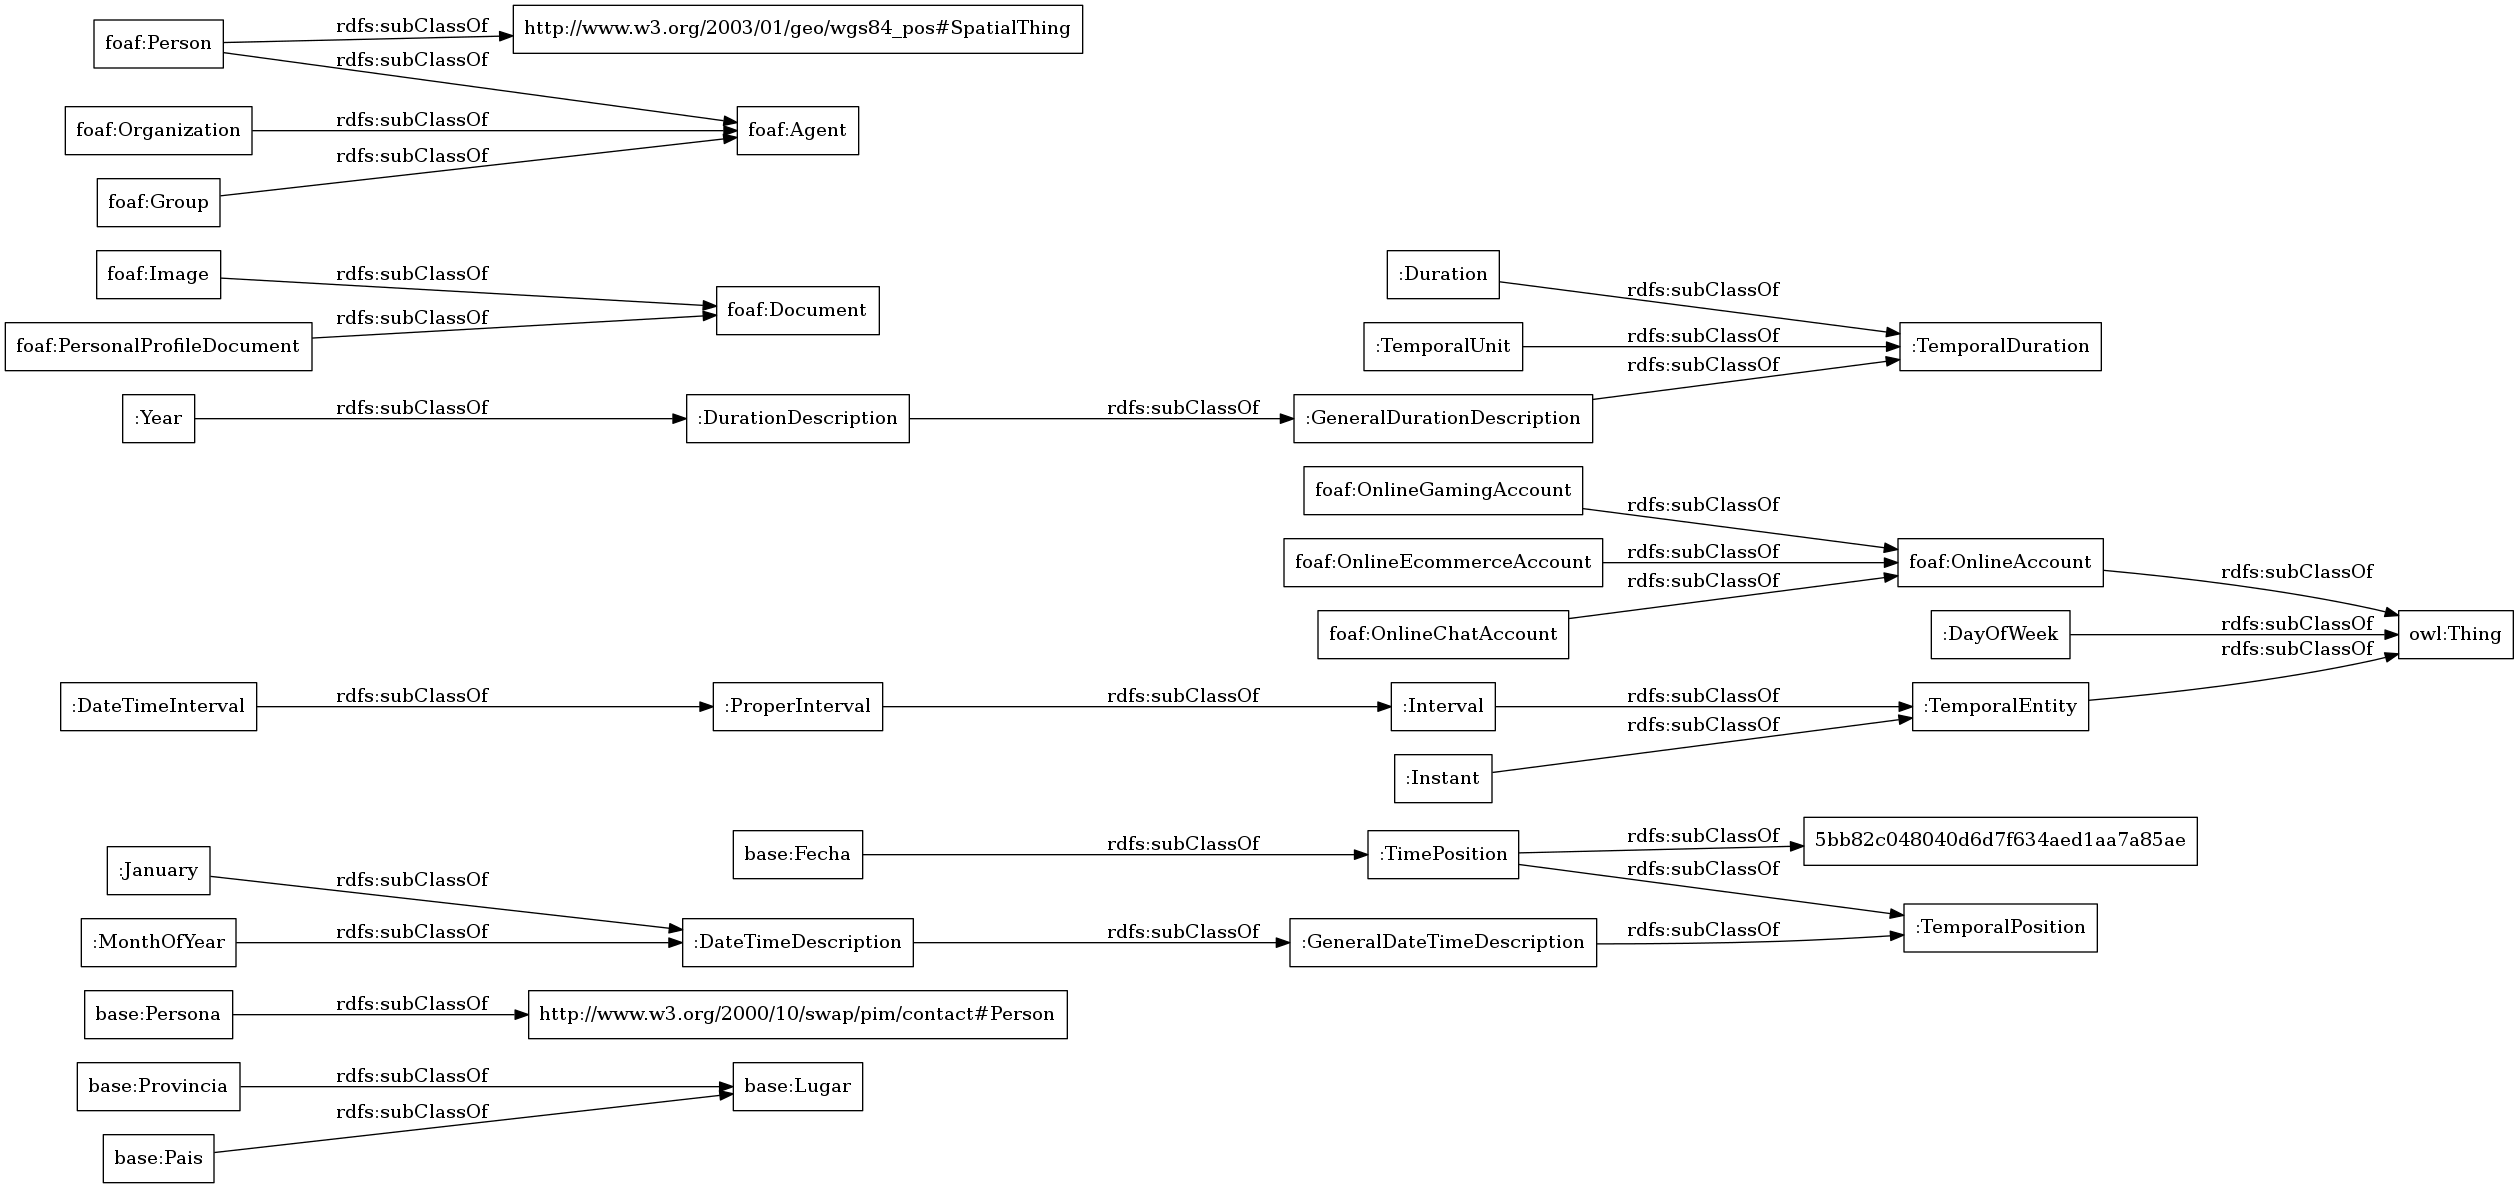 foaf:Person
rdfs:subClassOf
http://www.w3.org/2003/01/geo/wgs84_pos#SpatialThing
rdfs:subClassOf
foaf:Organization
rdfs:subClassOf
foaf:Agent
rdfs:subClassOf
foaf:Group
foaf:Image
rdfs:subClassOf
foaf:Document
foaf:PersonalProfileDocument
rdfs:subClassOf
:Duration
rdfs:subClassOf
:TemporalUnit
rdfs:subClassOf
:TemporalDuration
rdfs:subClassOf
:Year
rdfs:subClassOf
:DurationDescription
rdfs:subClassOf
:GeneralDurationDescription
foaf:OnlineGamingAccount
rdfs:subClassOf
foaf:OnlineEcommerceAccount
rdfs:subClassOf
foaf:OnlineAccount
rdfs:subClassOf
rdfs:subClassOf
foaf:OnlineChatAccount
:DayOfWeek
rdfs:subClassOf
owl:Thing
rdfs:subClassOf
:DateTimeInterval
rdfs:subClassOf
:ProperInterval
rdfs:subClassOf
:Interval
rdfs:subClassOf
:TemporalEntity
rdfs:subClassOf
:Instant
base:Fecha
rdfs:subClassOf
:TimePosition
rdfs:subClassOf
5bb82c048040d6d7f634aed1aa7a85ae
rdfs:subClassOf
:January
rdfs:subClassOf
:MonthOfYear
rdfs:subClassOf
:DateTimeDescription
rdfs:subClassOf
:GeneralDateTimeDescription
rdfs:subClassOf
:TemporalPosition
base:Persona
rdfs:subClassOf
http://www.w3.org/2000/10/swap/pim/contact#Person
base:Provincia
rdfs:subClassOf
base:Lugar
rdfs:subClassOf
base:Pais